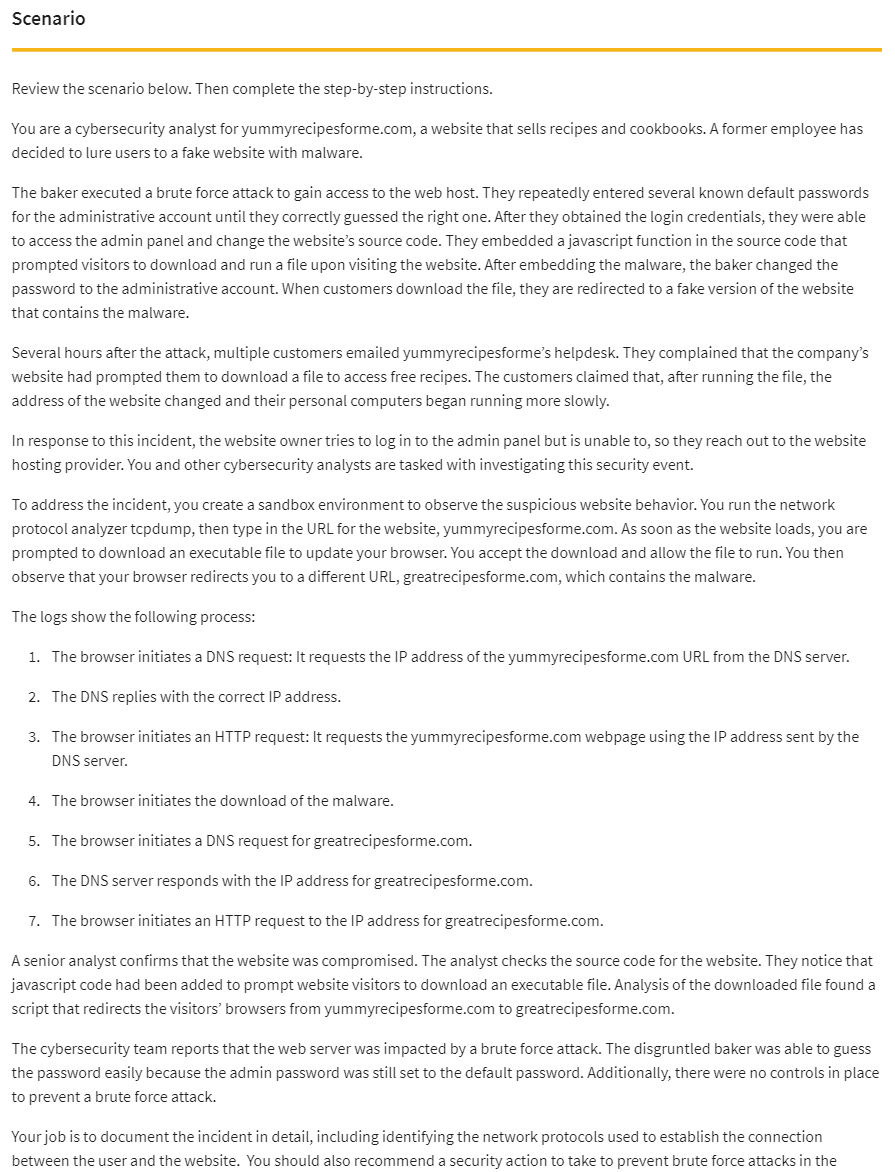 Scenario
Review the scenario below. Then complete the step-by-step instructions.
You are a cybersecurity analyst for yummyrecipesforme.com, a website that sells recipes and cookbooks. A former employee has
decided to lure users to a fake website with malware.
The baker executed a brute force attack to gain access to the web host. They repeatedly entered several known default passwords
for the administrative account until they correctly guessed the right one. After they obtained the login credentials, they were able
to access the admin panel and change the website’s source code. They embedded a javascript function in the source code that
prompted visitors to download and run a file upon visiting the website. After embedding the malware, the baker changed the
password to the administrative account. When customers download the file, they are redirected to a fake version of the website
that contains the malware.
Several hours after the attack, multiple customers emailed yummyrecipesforme’s helpdesk. They complained that the company’s
website had prompted them to download a file to access free recipes. The customers claimed that, after running the file, the
address of the website changed and their personal computers began running more slowly.
In response to this incident, the website owner tries to log in to the admin panel but is unable to, so they reach out to the website
hosting provider. You and other cybersecurity analysts are tasked with investigating this security event.
To address the incident, you create a sandbox environment to observe the suspicious website behavior. You run the network
protocol analyzer tcpdump, then type in the URL for the website, yummyrecipesforme.com. As soon as the website loads, you are
prompted to download an executable file to update your browser. You accept the download and allow the file to run. You then
observe that your browser redirects you to a different URL, greatrecipesforme.com, which contains the malware.
The logs show the following process:
1. The browser initiates a DNS request: It requests the IP address of the yummyrecipesforme.com URL from the DNS server.
2. The DNS replies with the correct IP address.
3. The browser initiates an HTTP request: It requests the yummyrecipesforme.com webpage using the IP address sent by the
DNS server.
4. The browser initiates the download of the malware.
5. The browser initiates a DNS request for greatrecipesforme.com.
6. The DNS server responds with the IP address for greatrecipesforme.com.
7. The browser initiates an HTTP request to the IP address for greatrecipesforme.com.
A senior analyst confirms that the website was compromised. The analyst checks the source code for the website. They notice that
javascript code had been added to prompt website visitors to download an executable file. Analysis of the downloaded file found a
script that redirects the visitors’ browsers from yummyrecipesforme.com to greatrecipesforme.com.
The cybersecurity team reports that the web server was impacted by a brute force attack. The disgruntled baker was able to guess
the password easily because the admin password was still set to the default password. Additionally, there were no controls in place
to prevent a brute force attack.
Your job is to document the incident in detail, including identifying the network protocols used to establish the connection
between the user and the website. You should also recommend a security action to take to prevent brute force attacks in the